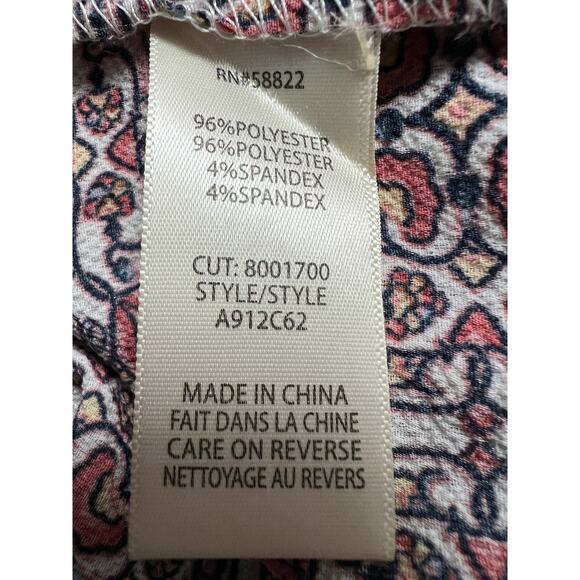 RN#58822
96%POLYESTER
96%POLYESTER
4%SPANDEX
4%SPANDEX
CUT: 8001700
STYLE/STYLE
A912C62
MADE IN CHINA
FAIT DANS LA CHINE
CARE ON REVERSE
NETTOYAGE AU REVERS